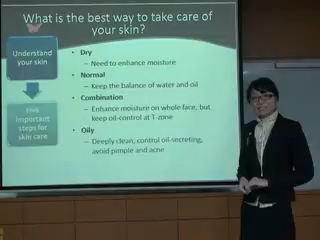 What is the best way to take care of
your skin?
Understand
your skin
important
steps for
skin care
• Dry
– Need to enhance moisture
• Normal
– Keep the balance of water and oil
• Combination
– Enhance moisture on whole face, but
keep oil-control at T-zone
• Oily
– Deeply clean, control oil-secreting,
avoid pimple and acne